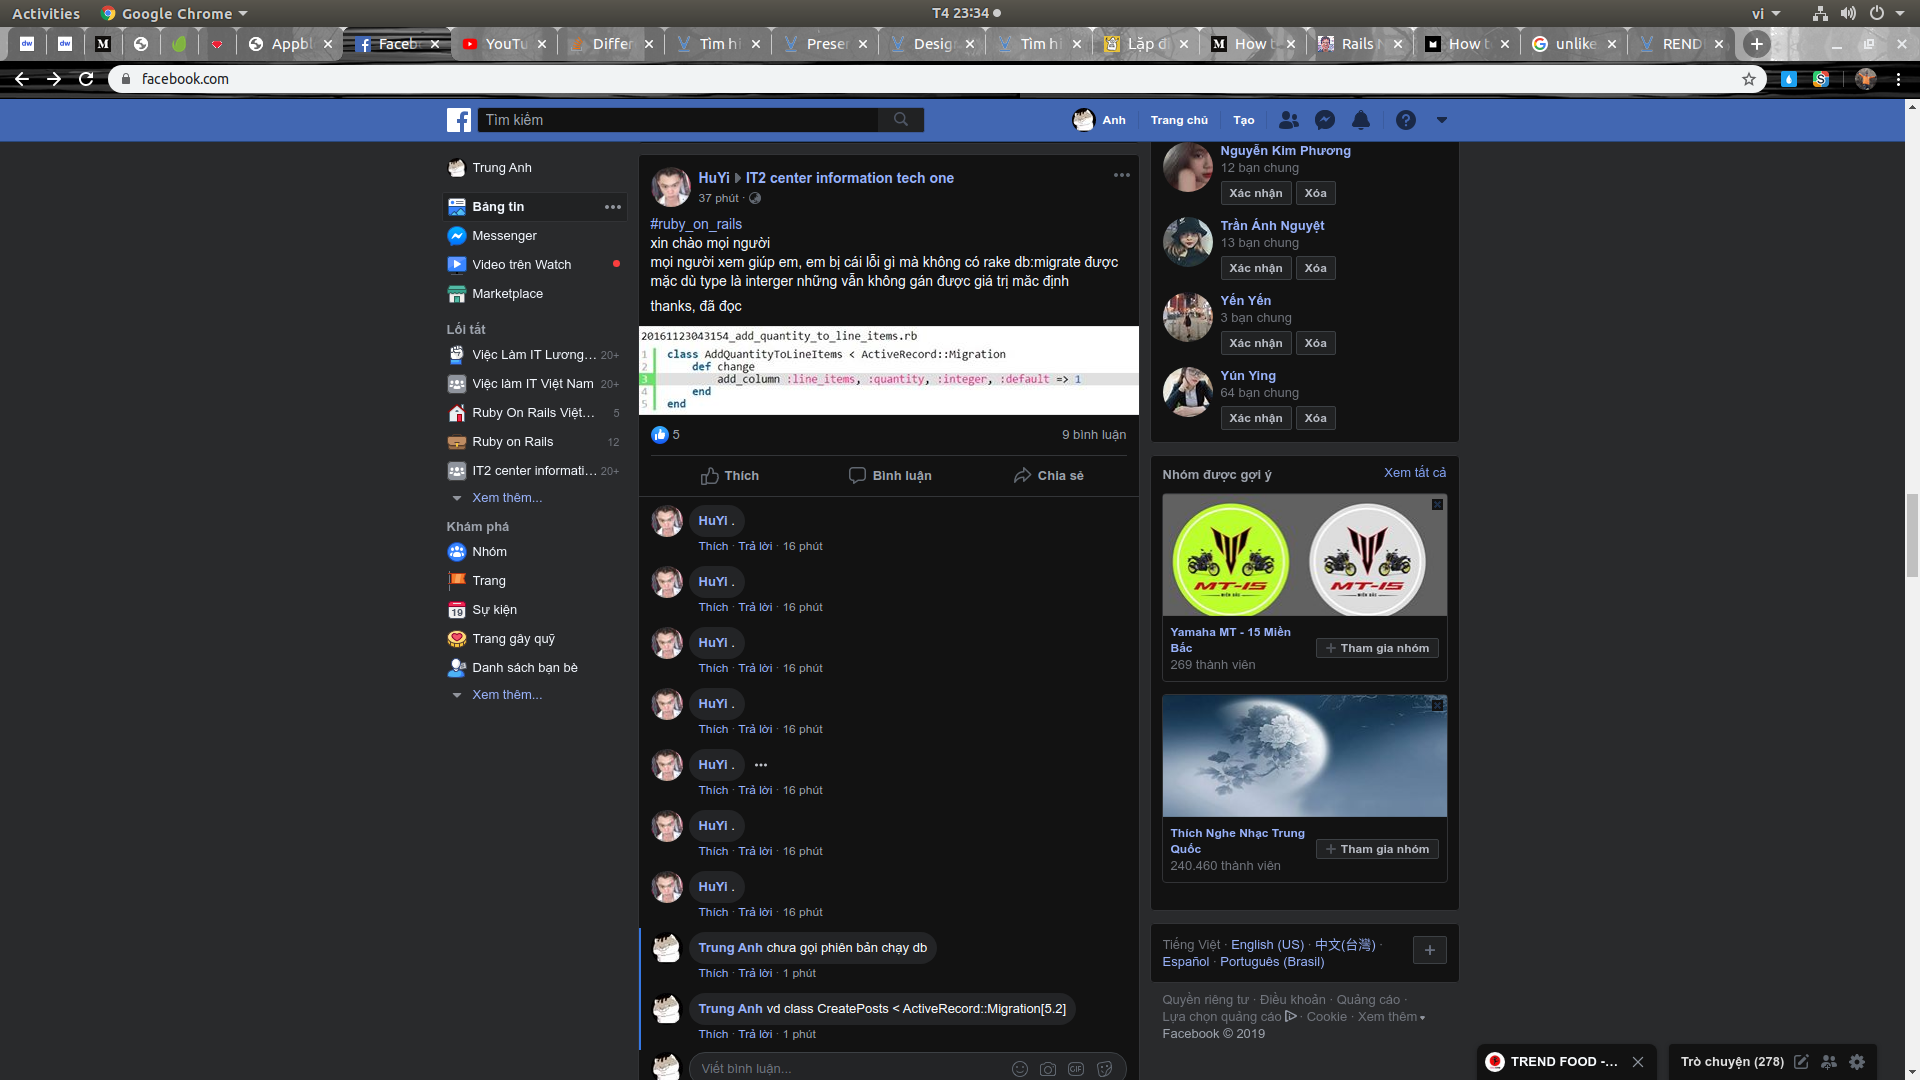 Activities
Google Chrome
T4 23:34
vi
Appbl
Faceb
YouTu
Differ
Tìm hi
Preser
Desig
Tìm hi
Lập đ
How t
Rails N
How t
unlike
REND
facebook.com
Tìm kiếm
Anh
Trang chủ
Tạo
Trung Anh
Bảng tin
Messenger
Video trên Watch
Marketplace
Lối tắt
Việc Làm IT Lương... 20+
Việc làm IT Việt Nam 20+
Ruby On Rails Việt... 5
Ruby on Rails 12
IT2 center informati... 20+
Xem thêm...
Khám phá
Nhóm
Trang
Sự kiện
Trang gây quỹ
Danh sách bạn bè
Xem thêm...
HuYi IT2 center information tech one
37 phút ·
#ruby_on_rails
xin chào mọi người
mọi người xem giúp em, em bị cái lỗi gì mà không có rake db:migrate được
mặc dù type là interger những vẫn không gán được giá trị măc định
thanks, đã đọc
20161123043154_add_quantity_to_line_items.rb
1 class AddQuantityToLineItems < ActiveRecord::Migration
2 def change
3 add_column :line_items, :quantity, :integer, :default => 1
4 end
5 end
5
9 bình luận
Thích
Bình luận
Chia sẻ
HuYi .
Thích · Trả lời · 16 phút
HuYi .
Thích · Trả lời · 16 phút
HuYi .
Thích · Trả lời · 16 phút
HuYi .
Thích · Trả lời · 16 phút
HuYi .
Thích · Trả lời · 16 phút
HuYi .
Thích · Trả lời · 16 phút
HuYi .
Thích · Trả lời · 16 phút
Trung Anh chưa gọi phiên bản chạy db
Thích · Trả lời · 1 phút
Trung Anh vd class CreatePosts < ActiveRecord::Migration[5.2]
Thích · Trả lời · 1 phút
Viết bình luận...
GIF
Nguyễn Kim Phương
12 bạn chung
Xác nhận Xóa
Trần Ánh Nguyệt
13 bạn chung
Xác nhận Xóa
Yến Yến
3 bạn chung
Xác nhận Xóa
Yún Ying
64 bạn chung
Xác nhận Xóa
Nhóm được gợi ý
Xem tất cả
MT-15
MT-15
Yamaha MT - 15 Miền
Bắc
269 thành viên
Tham gia nhóm
Thích Nghe Nhạc Trung
Quốc
240.460 thành viên
Tham gia nhóm
Tiếng Việt · English (US) · 中文(台灣) ·
Español · Português (Brasil)
Quyền riêng tư · Điều khoản · Quảng cáo ·
Lựa chọn quảng cáo · Cookie · Xem thêm
Facebook © 2019
TREND FOOD -...
Trò chuyện (278)